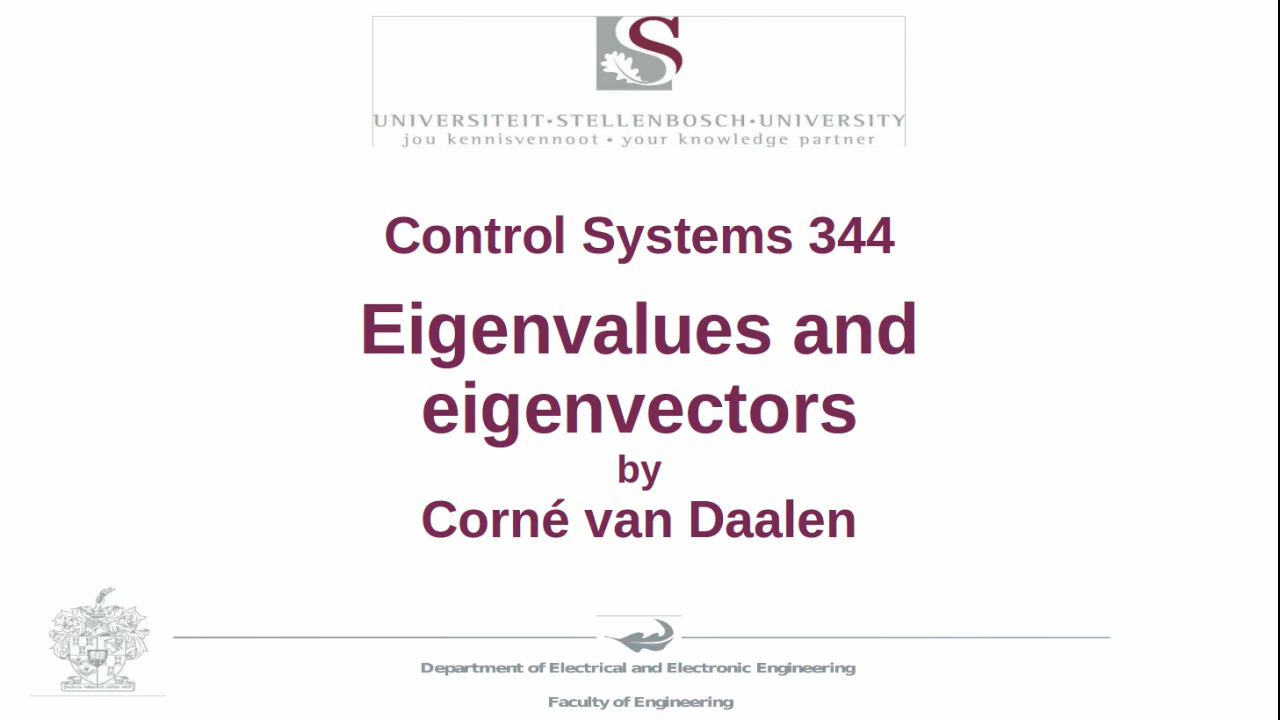 UNIVERSITEIT•STELLENBOSCH•UNIVERSITY
jou kennisvennoot • your knowledge partner
Control Systems 344
Eigenvalues and
eigenvectors
by
Corné van Daalen
Department of Electrical and Electronic Engineering
Faculty of Engineering